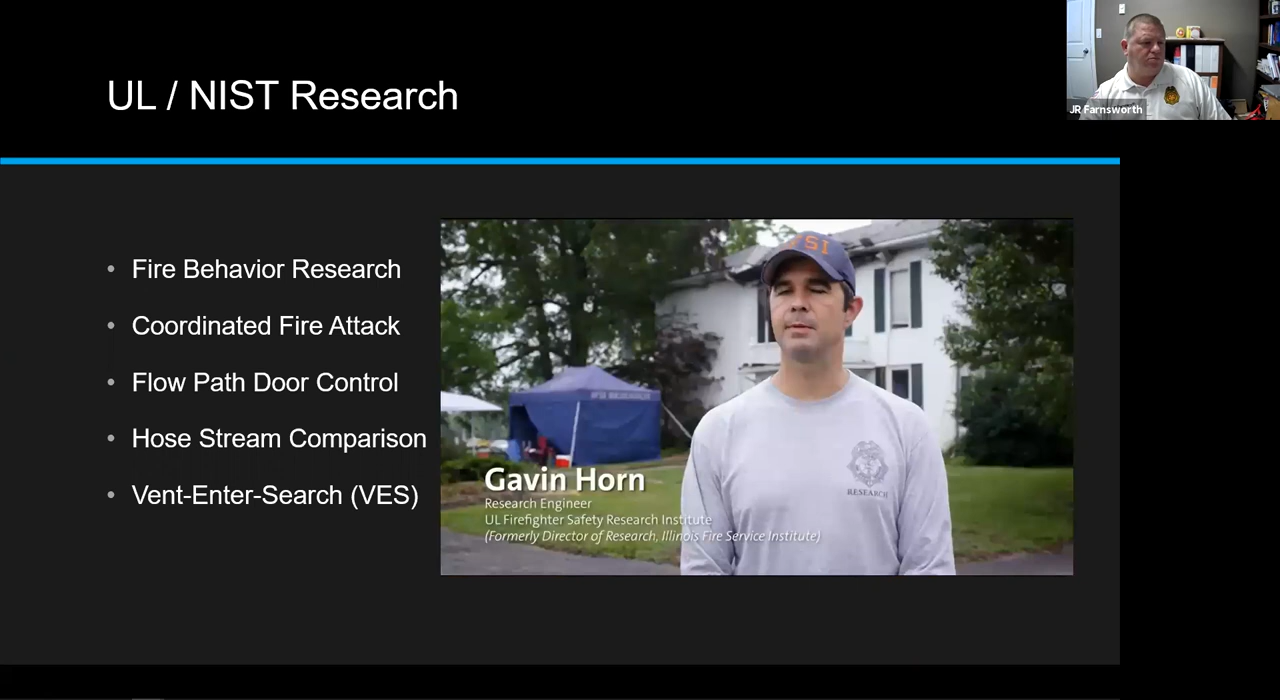 UL / NIST Research
JR Farnsworth
Fire Behavior Research
Coordinated Fire Attack
Flow Path Door Control
Hose Stream Comparison
Vent-Enter-Search (VES)
Gavin Horn
Research Engineer
UL Firefighter Safety Research Institute
(Formerly Director of Research, Illinois Fire Service Institute)
RESEARCH